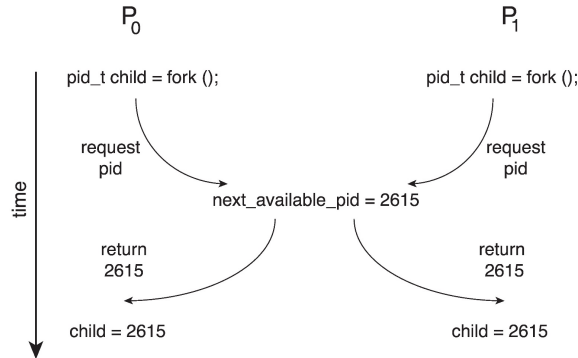 P0 P1
pid_t child = fork (); pid_t child = fork ();
request request
pid pid
time
next_available_pid = 2615
return return
2615 2615
child = 2615 child = 2615